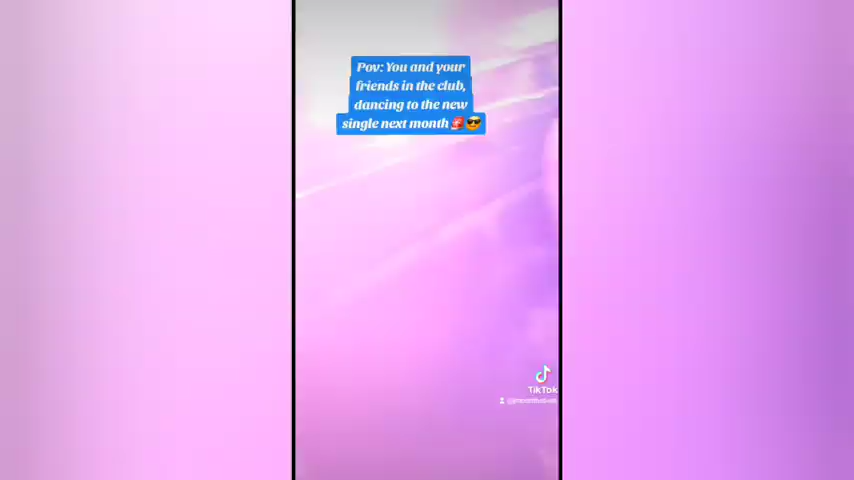 Pov: You and your
friends in the club,
dancing to the new
single next month🚨😎
TikTok